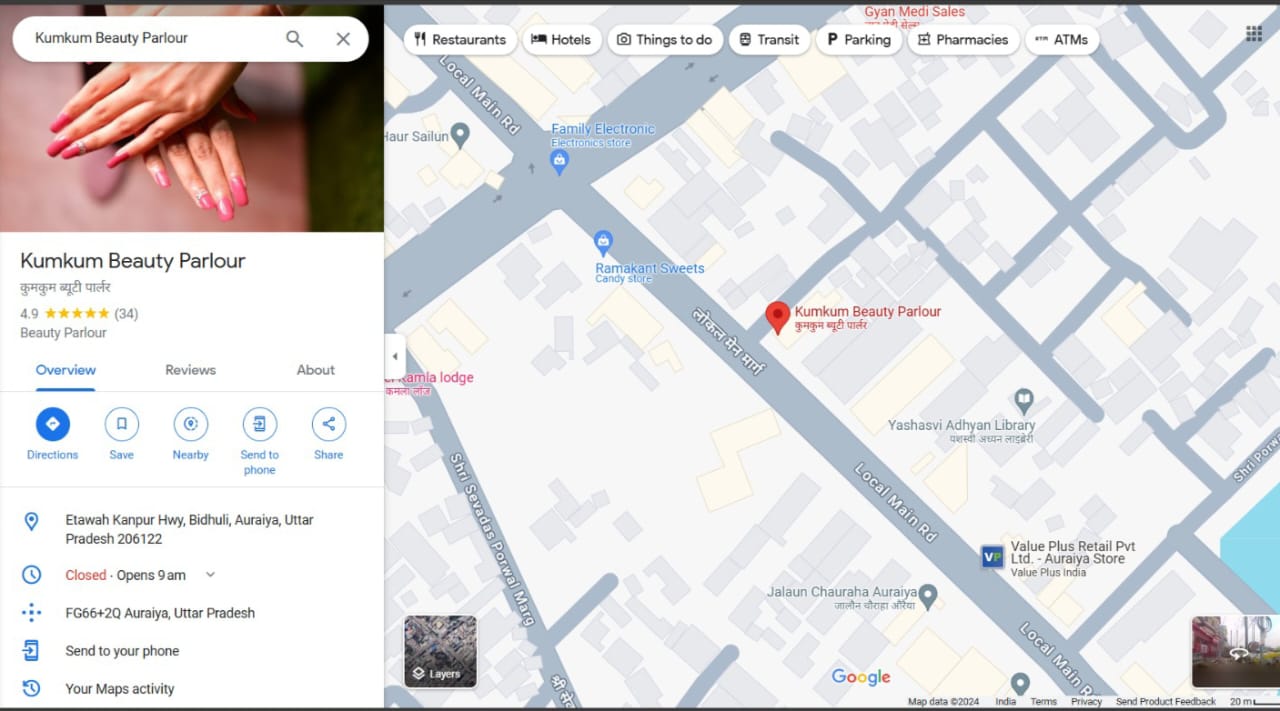 Kumkum Beauty Parlour
Kumkum Beauty Parlour
कुमकुम ब्यूटी पार्लर
4.9 (34)
Beauty Parlour
Overview Reviews About
Directions Save Nearby Send to phone Share
Etawah Kanpur Hwy, Bidhuli, Auraiya, Uttar
Pradesh 206122
Closed · Opens 9 am
FG66+2Q Auraiya, Uttar Pradesh
Send to your phone
Your Maps activity
Gyan Medi Sales
Restaurants Hotels Things to do Transit P Parking Pharmacies ATM ATMs
Local Main Rd
Haur Sailun
Family Electronic
Electronics store
Ramakant Sweets
Candy store
लोकल मेन मार्ग
Kumkum Beauty Parlour
कुमकुम ब्यूटी पार्लर
Kamla lodge
कमला लॉज
Yashasvi Adhyan Library
यशस्वी अध्यन लाइब्रेरी
Shri Sevadas Porwal Marg
Local Main Rd
Shri Porwa
VP
Value Plus Retail Pvt
Ltd. - Auraiya Store
Value Plus India
Jalaun Chauraha Auraiya
जालौन चौराहा औरैया
Local Main R
Layers
Google
Map data ©2024 India Terms Privacy Send Product Feedback 20 m